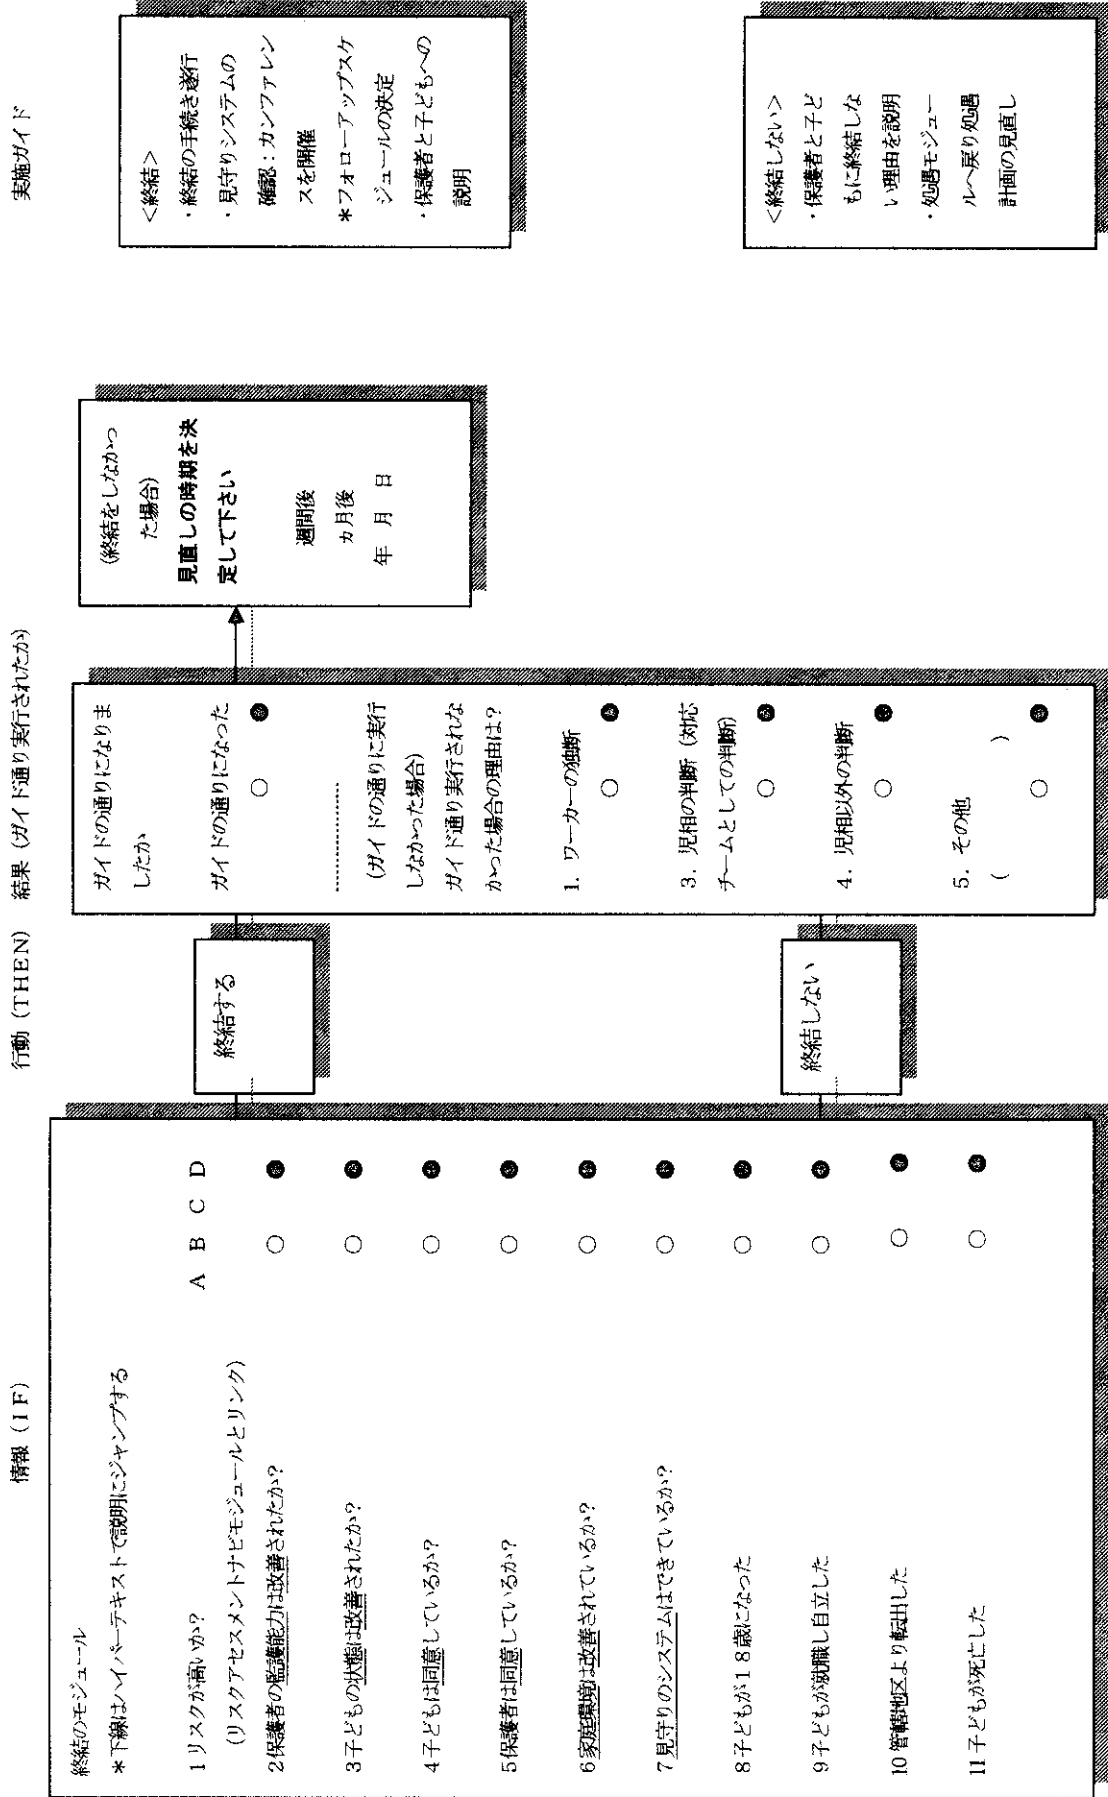 情報（ＩＦ）
行動（THEN）
結果（ガイド通り実行されたか）
実施ガイド
終結のモジュール
＊下線はハイパーテキストで説明にジャンプする
１リスクが高いか？
A B C D
（リスクアセスメントナビモジュールとリンク）
２保護者の監護能力は改善されたか？ ○ ●
３子どもの状態は改善されたか？ ○ ●
４子どもは同意しているか？ ○ ●
５保護者は同意しているか？ ○ ●
６家庭環境は改善されているか？ ○ ●
７見守りのシステムはできているか？ ○ ●
８子どもが１８歳になった ○ ●
９子どもが就職し自立した ○ ●
10 管轄地区より転出した ○ ●
11 子どもが死亡した ○ ●
終結する
終結しない
ガイドの通りになりま
したか
ガイドの通りになった
○ ●
（ガイドの通りに実行
しなかった場合）
ガイド通り実行されな
かった場合の理由は？
1．ワーカーの独断
○ ●
3．児相の判断（対応
チームとしての判断）
○ ●
4．児相以外の判断
○ ●
5．その他
（ ）
○ ●
（終結をしなかっ
た場合）
見直しの時期を決
定して下さい
週間後
ヵ月後
年 月 日
＜終結＞
・終結の手続き遂行
・見守りシステムの
確認：カンファレン
スを開催
＊フォローアップスケ
ジュールの決定
・保護者と子どもへの
説明
＜終結しない＞
・保護者と子ど
もに終結しな
い理由を説明
・処遇モジュー
ルへ戻り処遇
計画の見直し